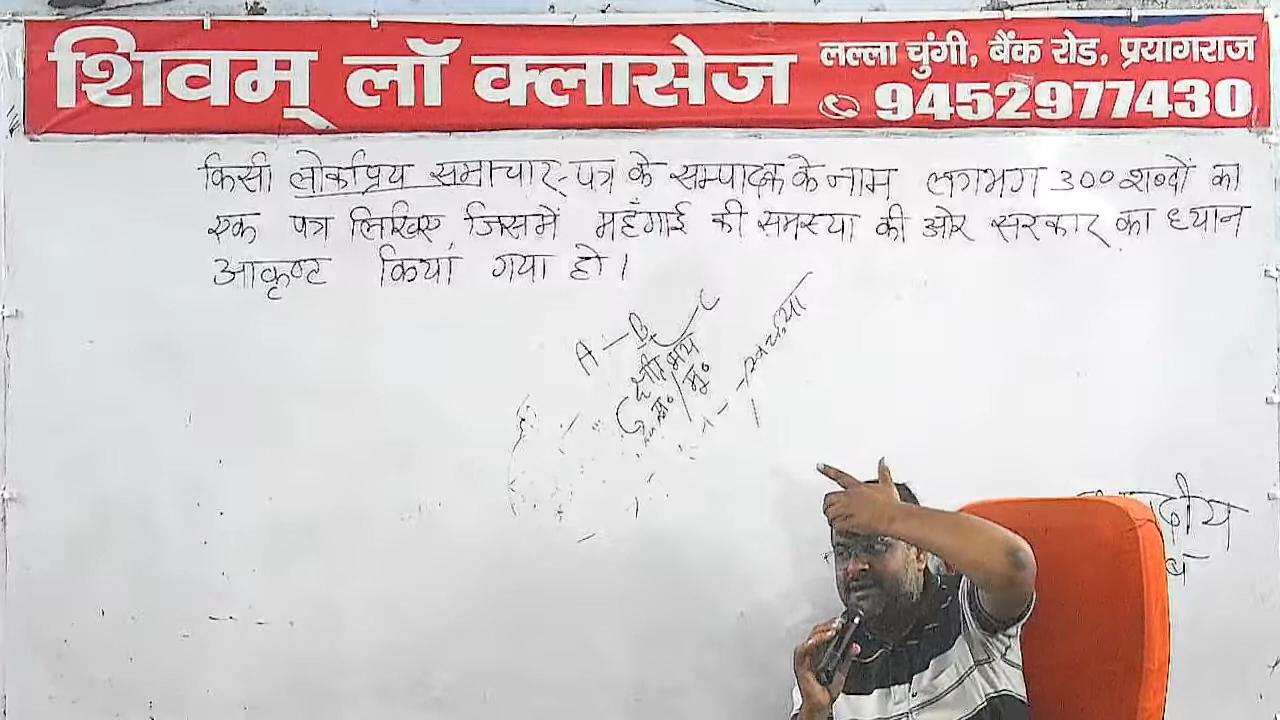 शिवम् लॉ क्लासेज
लल्ला चुंगी, बैंक रोड, प्रयागराज
9452977430
किसी लोकप्रिय समाचार-पत्र के सम्पादक के नाम लगभग 300 शब्दों का
एक पत्र लिखिए जिसमें महँगाई की समस्या की ओर सरकार का ध्यान
आकृष्ट किया गया हो।
A - B - C